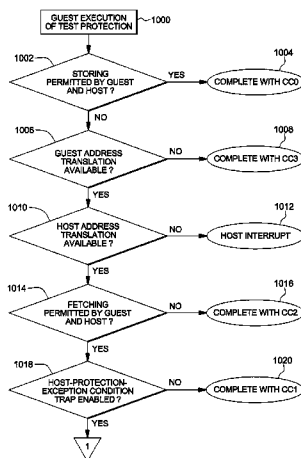 GUEST EXECUTION
OF TEST PROTECTION
1000
1002
STORING
PERMITTED BY GUEST
AND HOST ?
YES
1004
COMPLETE WITH CC0
NO
1006
GUEST ADDRESS
TRANSLATION
AVAILABLE ?
NO
1008
COMPLETE WITH CC3
YES
1010
HOST ADDRESS
TRANSLATION
AVAILABLE ?
NO
1012
HOST INTERRUPT
YES
1014
FETCHING
PERMITTED BY GUEST
AND HOST ?
NO
1016
COMPLETE WITH CC2
YES
1018
HOST-PROTECTION-
EXCEPTION CONDITION
TRAP ENABLED ?
NO
1020
COMPLETE WITH CC1
YES
1